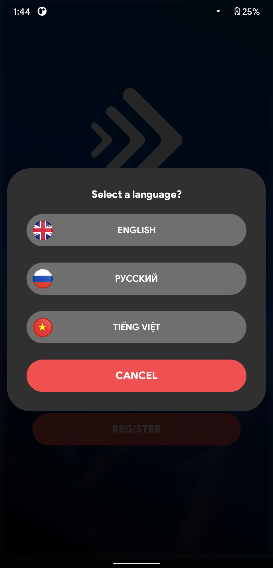 1:44
25%
Select a language?
ENGLISH
РУССКИЙ
TIẾNG VIỆT
CANCEL
REGISTER